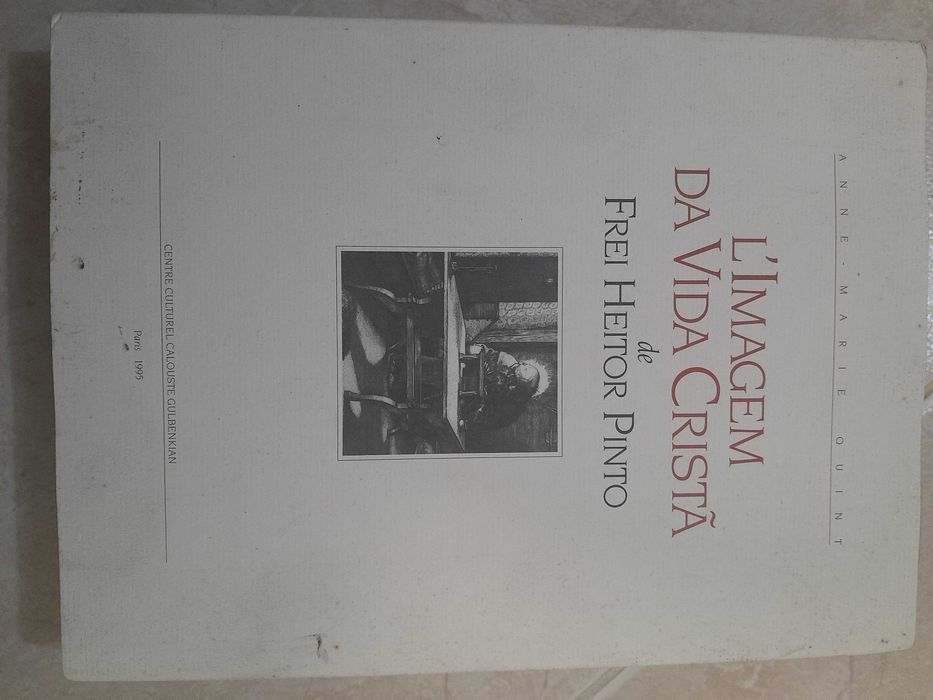 ANNE-MARIE QUINT
L'IMAGEM
DA VIDA CRISTÃ
de
FREI HEITOR PINTO
CENTRE CULTUREL CALOUSTE GULBENKIAN
Paris 1995